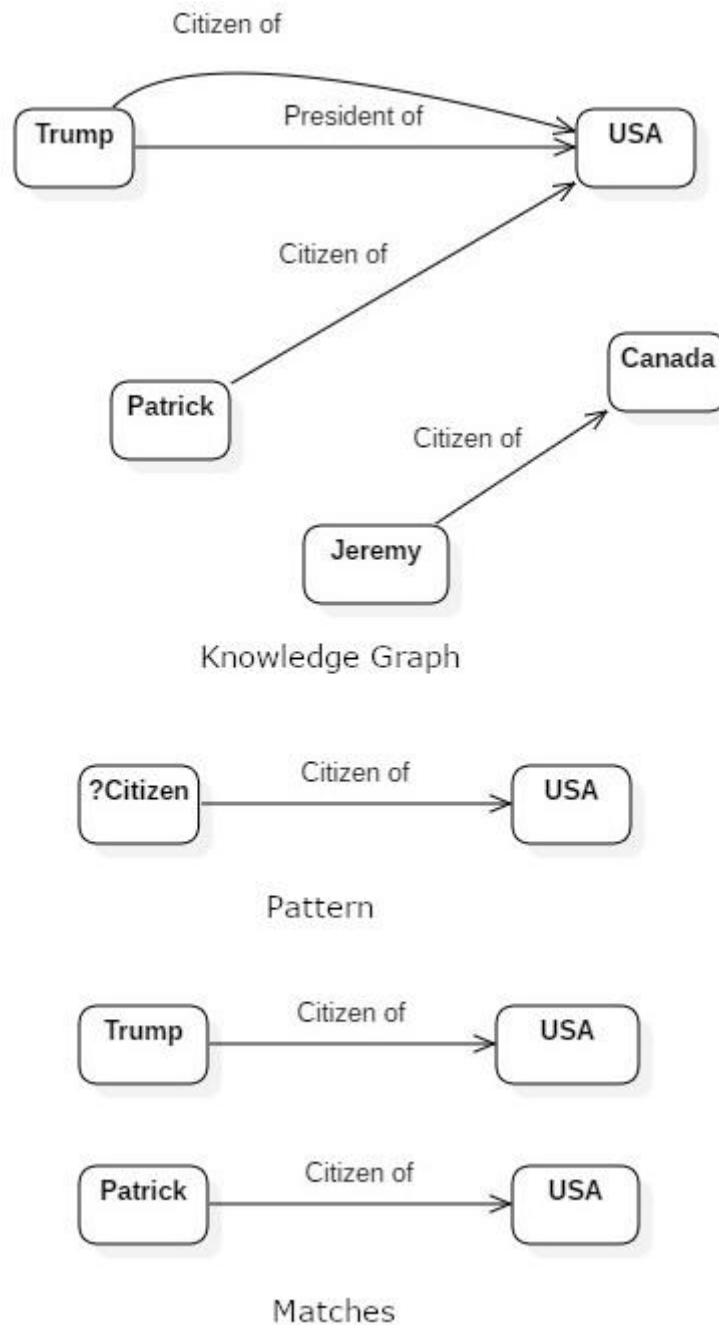 Citizen of
Trump
President of
USA
Citizen of
Canada
Patrick
Citizen of
Jeremy
Knowledge Graph
?Citizen
Citizen of
USA
Pattern
Trump
Citizen of
USA
Patrick
Citizen of
USA
Matches